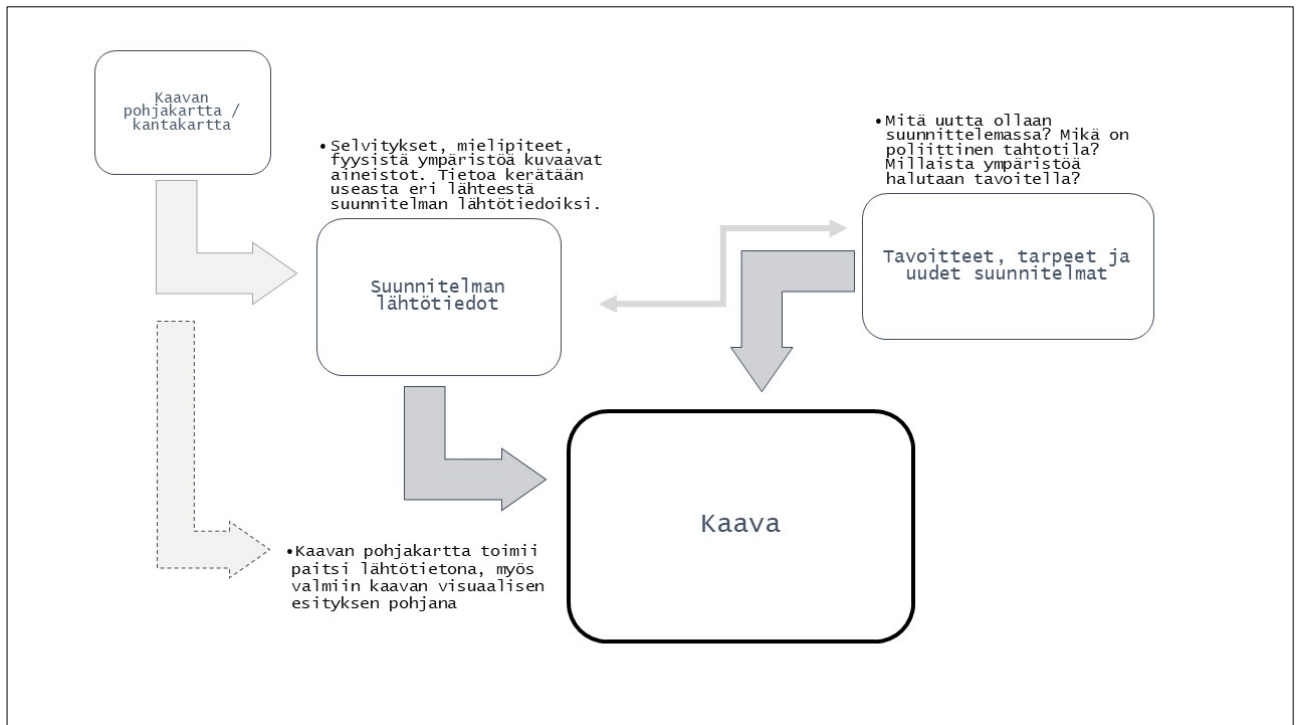 Kaavan
pohjakartta /
kantakartta
•Selvitykset, mielipiteet,
fyysistä ympäristöä kuvaavat
aineistot. Tietoa kerätään
useasta eri lähteestä
suunnitelman lähtötiedoiksi.
•Mitä uutta ollaan
suunnittelemassa? Mikä on
poliittinen tahtotila?
Millaista ympäristöä
halutaan tavoitella?
Suunnitelman
lähtötiedot
Tavoitteet, tarpeet ja
uudet suunnitelmat
Kaava
•Kaavan pohjakartta toimii
paitsi lähtötietona, myös
valmiin kaavan visuaalisen
esityksen pohjana